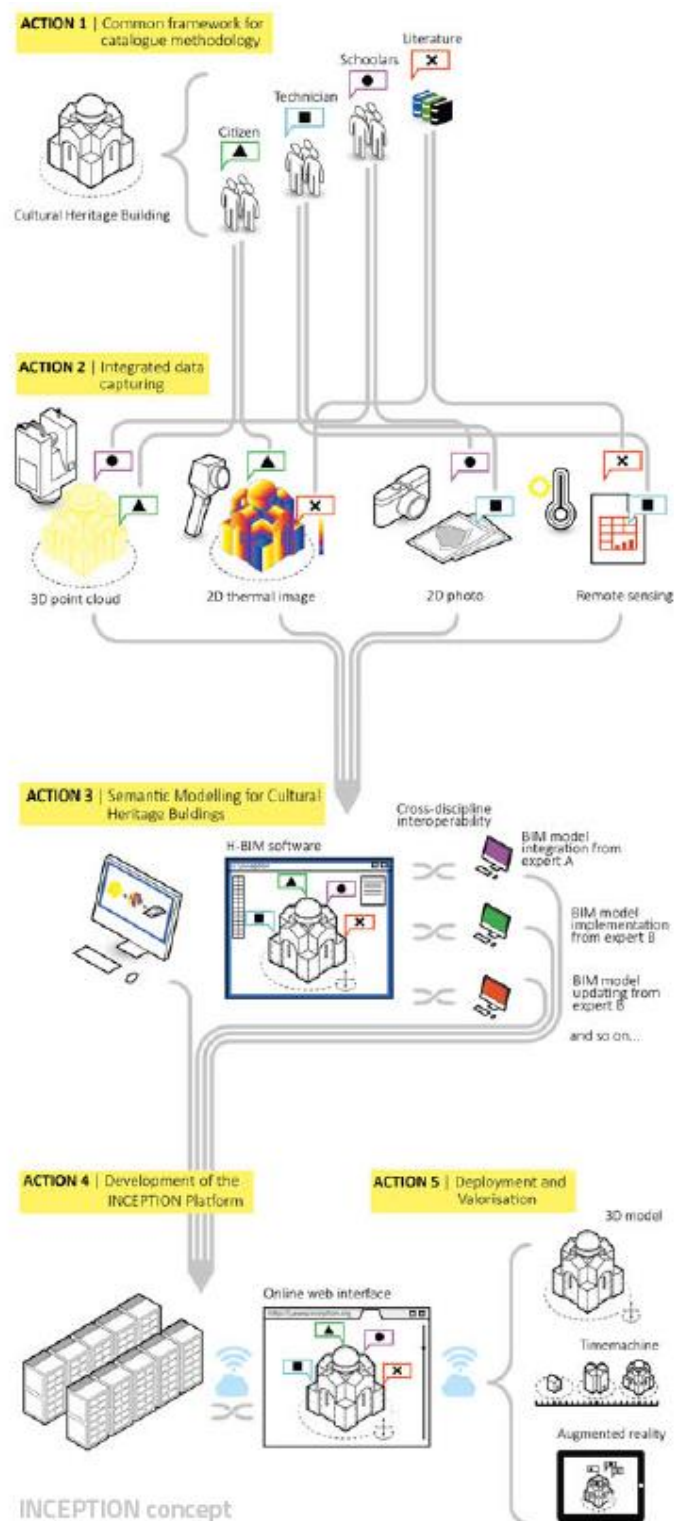 ACTION 1 | Common framework for
catalogue methodology
Literature
Schoolars
Technician
Citizen
Cultural Heritage Building
ACTION 2 | Integrated data
capturing
3D point cloud
2D thermal image
2D photo
Remote sensing
ACTION 3 | Semantic Modelling for Cultural
Heritage Buldings
Cross-discipline
interoperability
H-BIM software
BIM model
integration from
expert A
BIM model
implementation from
expert B
BIM model
updating from
expert B
and so on...
ACTION 4 | Development of the
INCEPTION Platform
ACTION 5 | Deployment and
Valorisation
3D model
Online web interface
Timemachine
Augmented reality
INCEPTION concept